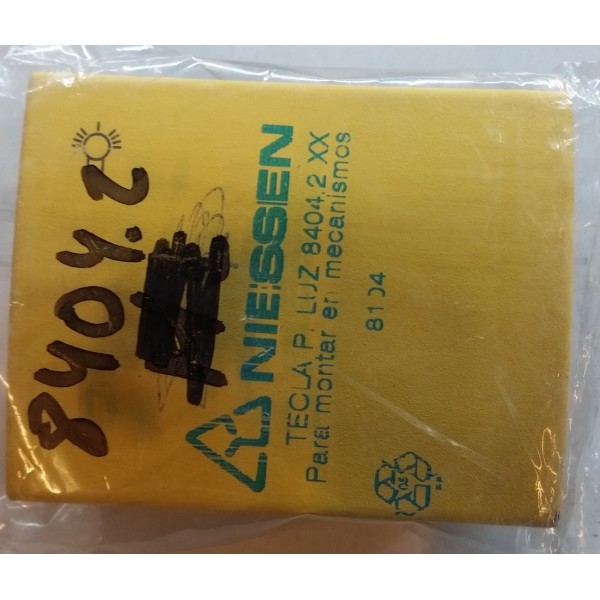 8404.2
NIESSEN
TECLA P. LUZ 8404.2 XX
Para montar en mecanismos
8104